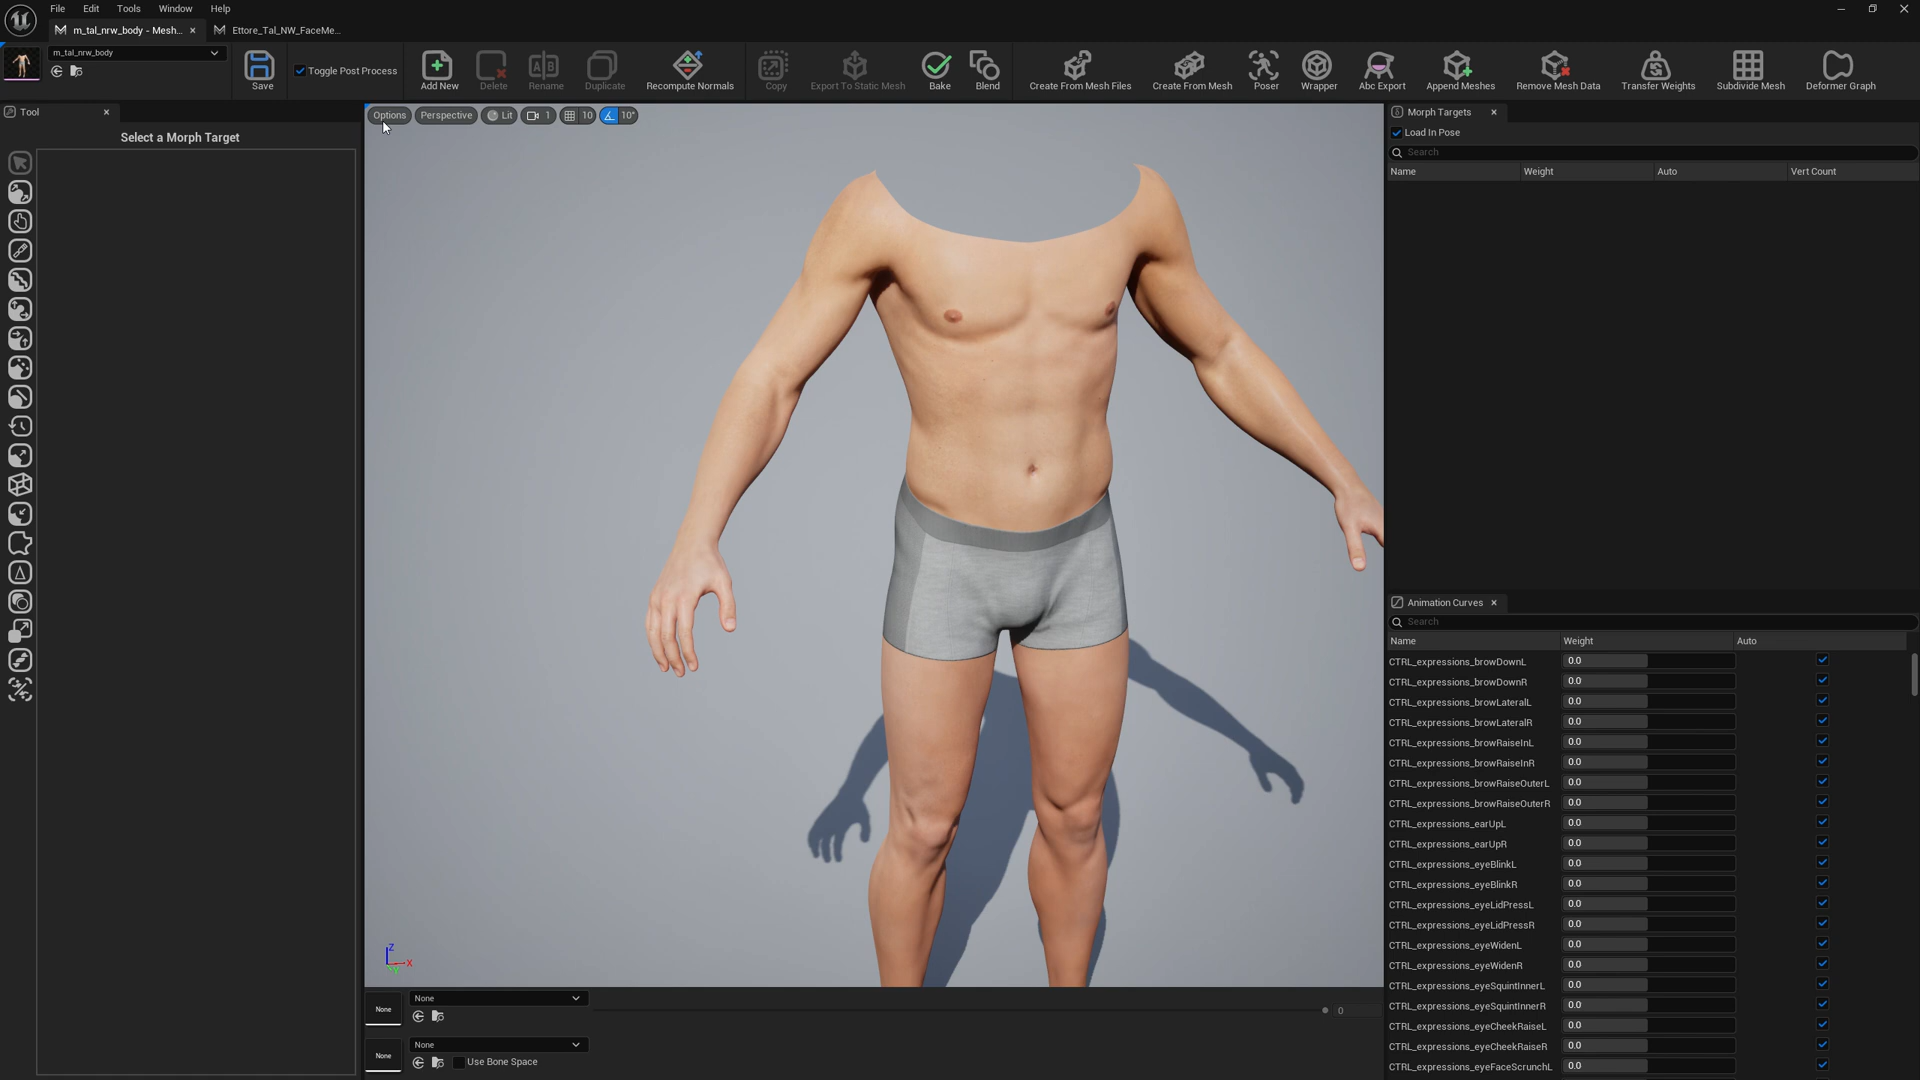 File Edit Tools Window Help
m_tal_nrw_body - Mesh... Ettore_Tal_NW_FaceMe...
m_tal_nrw_body
Save
Toggle Post Process
Add New
Delete
Rename
Duplicate
Recompute Normals
Copy
Export To Static Mesh
Bake
Blend
Create From Mesh Files
Create From Mesh
Poser
Wrapper
Abc Export
Append Meshes
Remove Mesh Data
Transfer Weights
Subdivide Mesh
Deformer Graph
Tool
Select a Morph Target
Options Perspective Lit 1 10 10°
Z
X
Y
None None
0
None None
Use Bone Space
Morph Targets
Load In Pose
Search
Name Weight Auto Vert Count
Animation Curves
Search
Name Weight Auto
CTRL_expressions_browDownL 0.0
CTRL_expressions_browDownR 0.0
CTRL_expressions_browLateralL 0.0
CTRL_expressions_browLateralR 0.0
CTRL_expressions_browRaiseInL 0.0
CTRL_expressions_browRaiseInR 0.0
CTRL_expressions_browRaiseOuterL 0.0
CTRL_expressions_browRaiseOuterR 0.0
CTRL_expressions_earUpL 0.0
CTRL_expressions_earUpR 0.0
CTRL_expressions_eyeBlinkL 0.0
CTRL_expressions_eyeBlinkR 0.0
CTRL_expressions_eyeLidPressL 0.0
CTRL_expressions_eyeLidPressR 0.0
CTRL_expressions_eyeWidenL 0.0
CTRL_expressions_eyeWidenR 0.0
CTRL_expressions_eyeSquintInnerL 0.0
CTRL_expressions_eyeSquintInnerR 0.0
CTRL_expressions_eyeCheekRaiseL 0.0
CTRL_expressions_eyeCheekRaiseR 0.0
CTRL_expressions_eyeFaceScrunchL 0.0